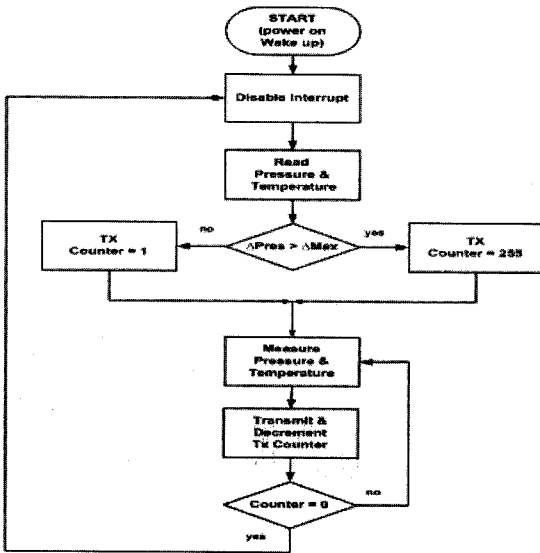 START
(power on
Wake up)
Disable Interrupt
Read
Pressure &
Temperature
no
ΔPres > ΔMax
yes
TX
Counter = 1
TX
Counter = 255
Measure
Pressure &
Temperature
Transmit &
Decrement
Tx Counter
Counter = 0
no
yes